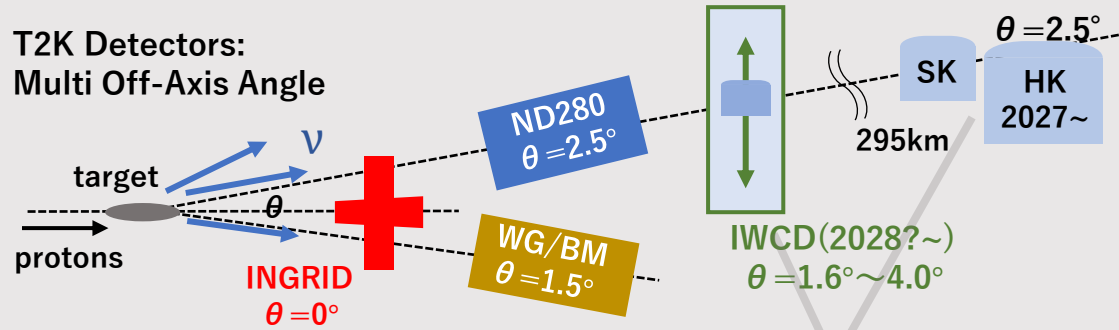 T2K Detectors:
Multi Off-Axis Angle
θ=2.5°
SK
HK
2027~
295km
ND280
θ=2.5°
ν
target
θ
protons
WG/BM
θ=1.5°
INGRID
θ=0°
IWCD(2028?~)
θ=1.6°～4.0°